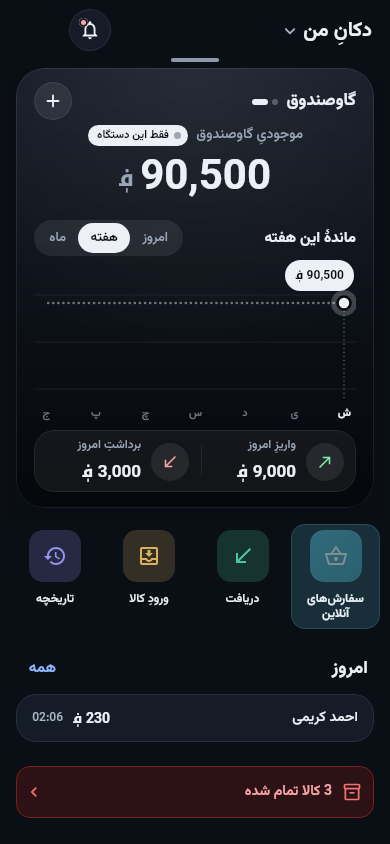 دکانِ من
گاوصندوق
موجودیِ گاوصندوق
فقط این دستگاه
90,500 ؋
ماندهٔ این هفته
امروز
هفته
ماه
90,500 ؋
ش ی د س چ پ ج
واریزِ امروز
9,000 ؋
برداشتِ امروز
3,000 ؋
سفارش‌های
آنلاین
دریافت
ورودِ کالا
تاریخچه
امروز
همه
احمد کریمی
230 ؋
02:06
3 کالا تمام شده